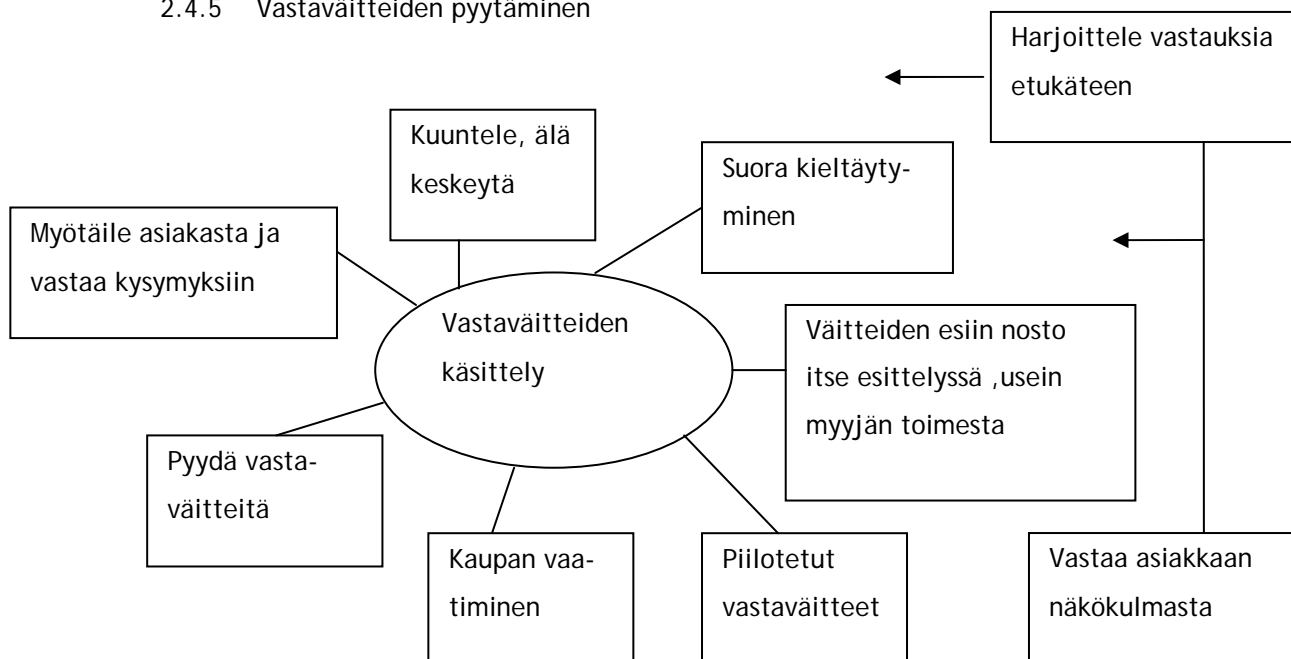 2.4.5 Vastaväitteiden pyytäminen
Harjoittele vastauksia
etukäteen
Kuuntele, älä
keskeytä
Suora kieltäyty-
minen
Myötäile asiakasta ja
vastaa kysymyksiin
Vastaväitteiden
käsittely
Väitteiden esiin nosto
itse esittelyssä ,usein
myyjän toimesta
Pyydä vasta-
väitteitä
Kaupan vaa-
timinen
Piilotetut
vastaväitteet
Vastaa asiakkaan
näkökulmasta